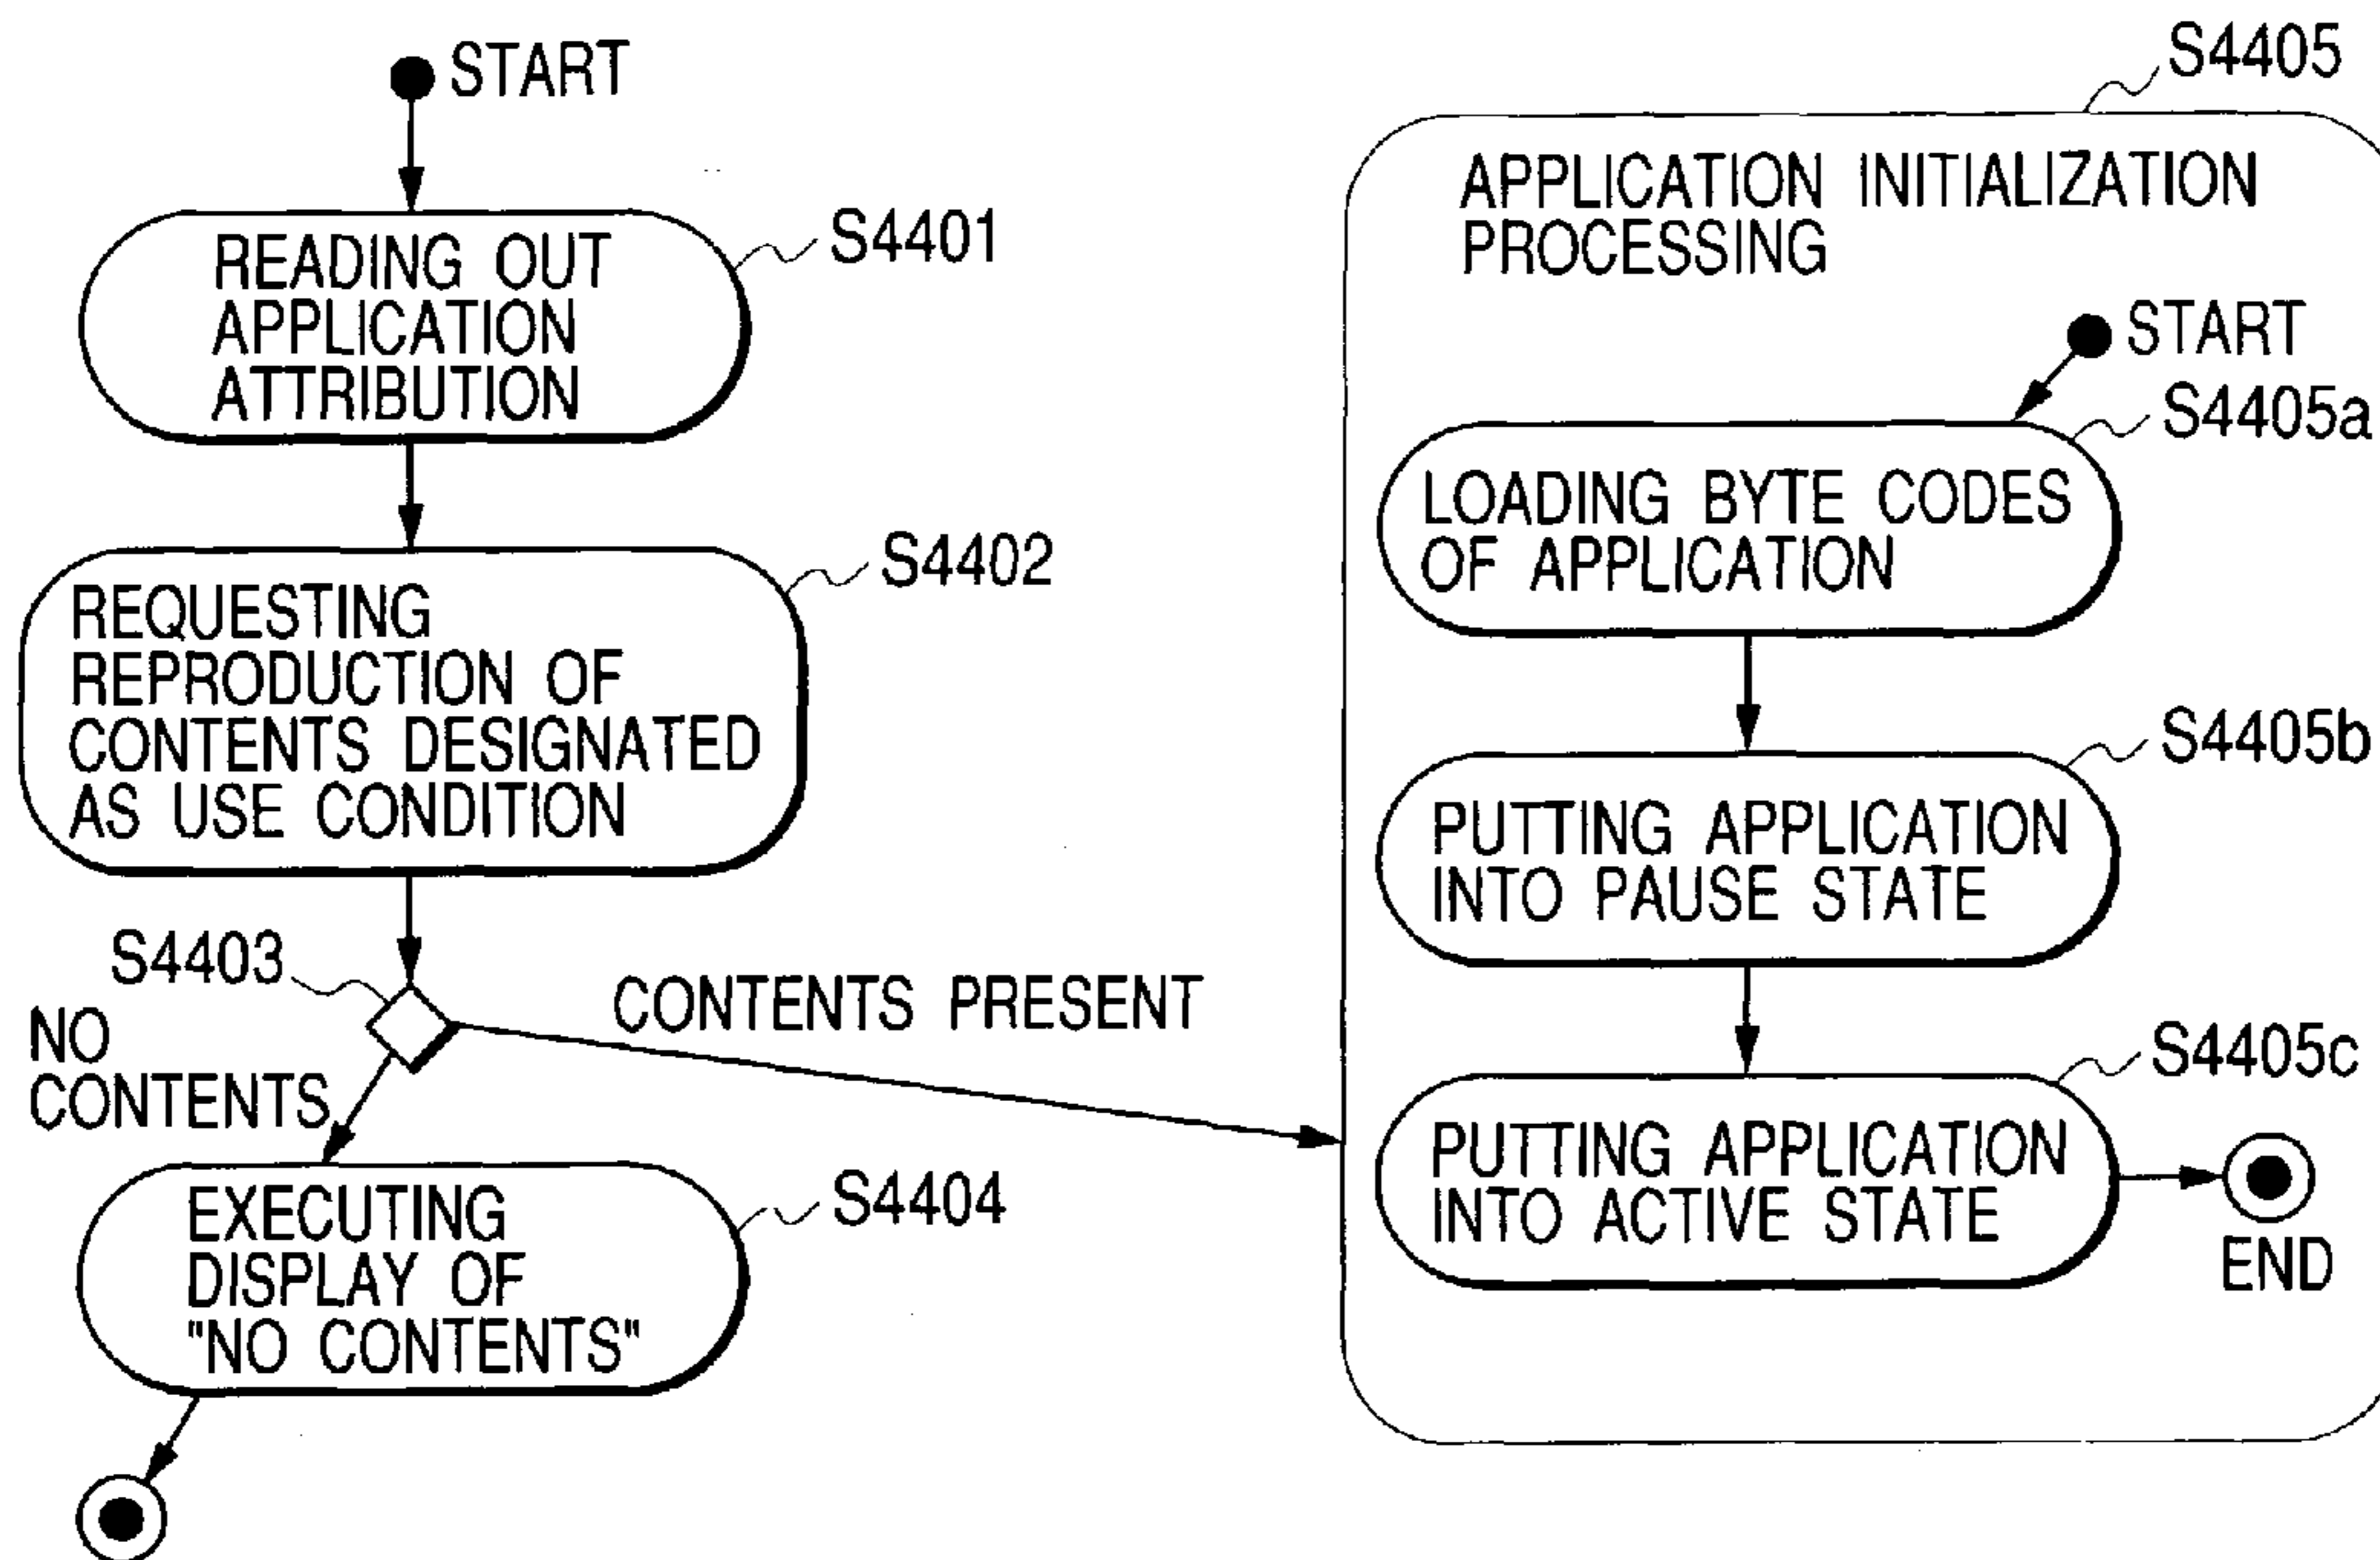 START
S4401
READING OUT
APPLICATION
ATTRIBUTION
S4402
REQUESTING
REPRODUCTION OF
CONTENTS DESIGNATED
AS USE CONDITION
S4403
NO
CONTENTS
CONTENTS PRESENT
S4404
EXECUTING
DISPLAY OF
"NO CONTENTS"
S4405
APPLICATION INITIALIZATION
PROCESSING
START
S4405a
LOADING BYTE CODES
OF APPLICATION
S4405b
PUTTING APPLICATION
INTO PAUSE STATE
S4405c
PUTTING APPLICATION
INTO ACTIVE STATE
END